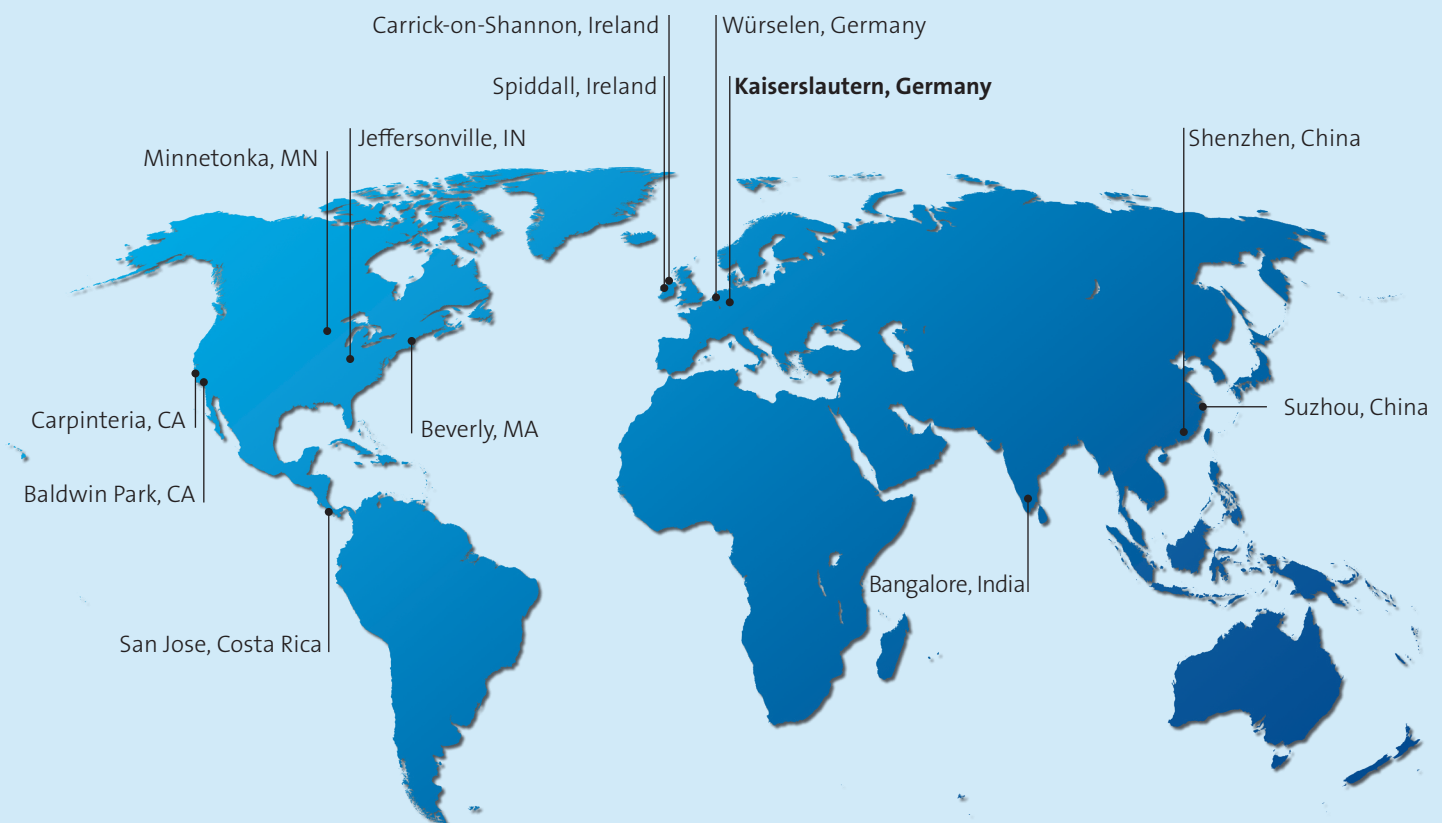 Carrick-on-Shannon, Ireland
Würselen, Germany
Spiddall, Ireland
Kaiserslautern, Germany
Jeffersonville, IN
Shenzhen, China
Minnetonka, MN
Suzhou, China
Carpinteria, CA
Beverly, MA
Baldwin Park, CA
Bangalore, India
San Jose, Costa Rica